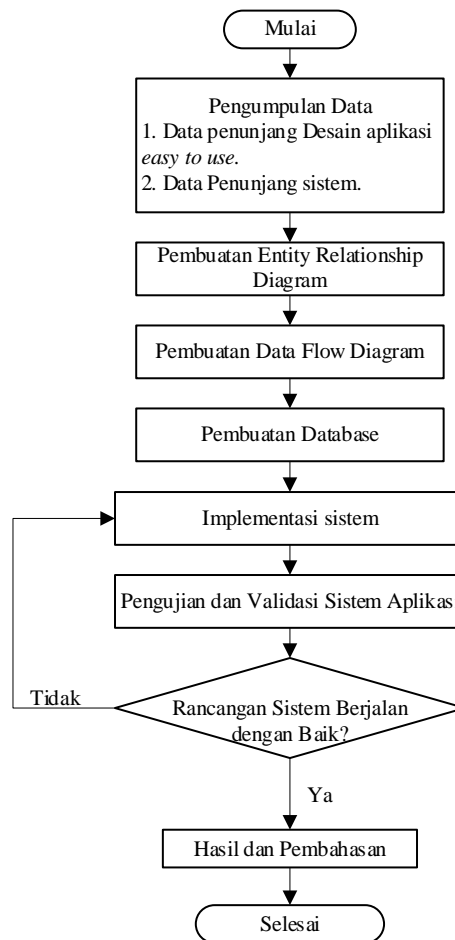 Mulai
Pengumpulan Data
1. Data penunjang Desain aplikasi
easy to use.
2. Data Penunjang sistem.
Pembuatan Entity Relationship
Diagram
Pembuatan Data Flow Diagram
Pembuatan Database
Implementasi sistem
Pengujian dan Validasi Sistem Aplikas
Tidak
Rancangan Sistem Berjalan
dengan Baik?
Ya
Hasil dan Pembahasan
Selesai